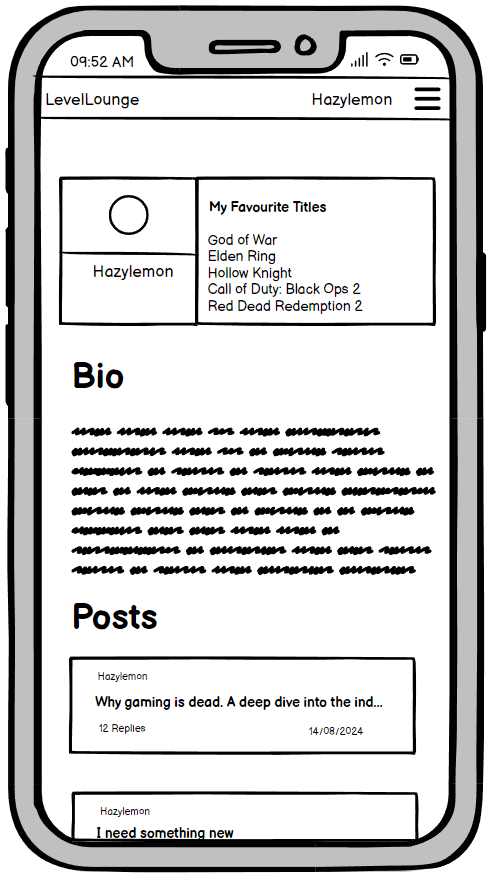 09:52 AM
LevelLounge Hazylemon
My Favourite Titles
God of War
Elden Ring
Hollow Knight
Call of Duty: Black Ops 2
Red Dead Redemption 2
Hazylemon
Bio
Posts
Hazylemon
Why gaming is dead. A deep dive into the ind...
12 Replies 14/08/2024
Hazylemon
I need something new